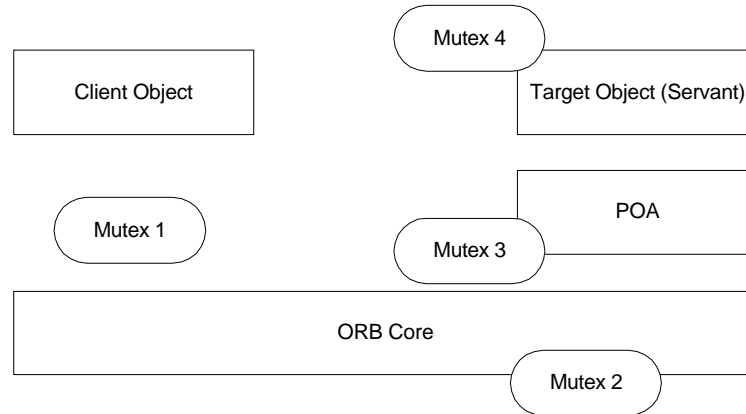 Mutex 4
Client Object
Target Object (Servant)
Mutex 1
POA
Mutex 3
ORB Core
Mutex 2